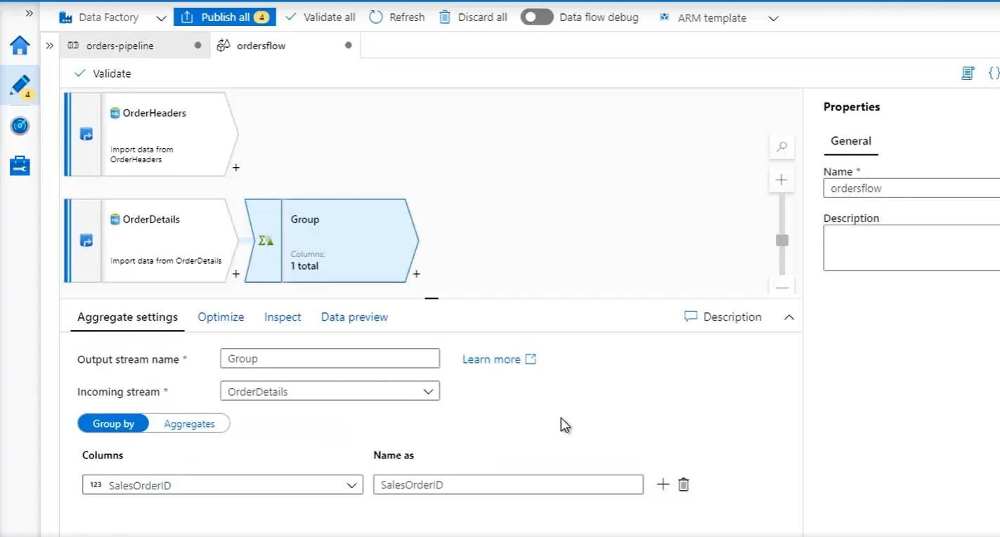 »
Data Factory
Publish all 4
Validate all
Refresh
Discard all
Data flow debug
ARM template
»
orders-pipeline
ordersflow
4
Validate
{}
OrderHeaders
Import data from
OrderHeaders
+
OrderDetails
Import data from OrderDetails
+
Group
Columns:
1 total
+
Properties
General
Name *
ordersflow
Description
Aggregate settings
Optimize
Inspect
Data preview
Description
Output stream name *
Group
Learn more
Incoming stream *
OrderDetails
Group by
Aggregates
Columns
Name as
123 SalesOrderID
SalesOrderID